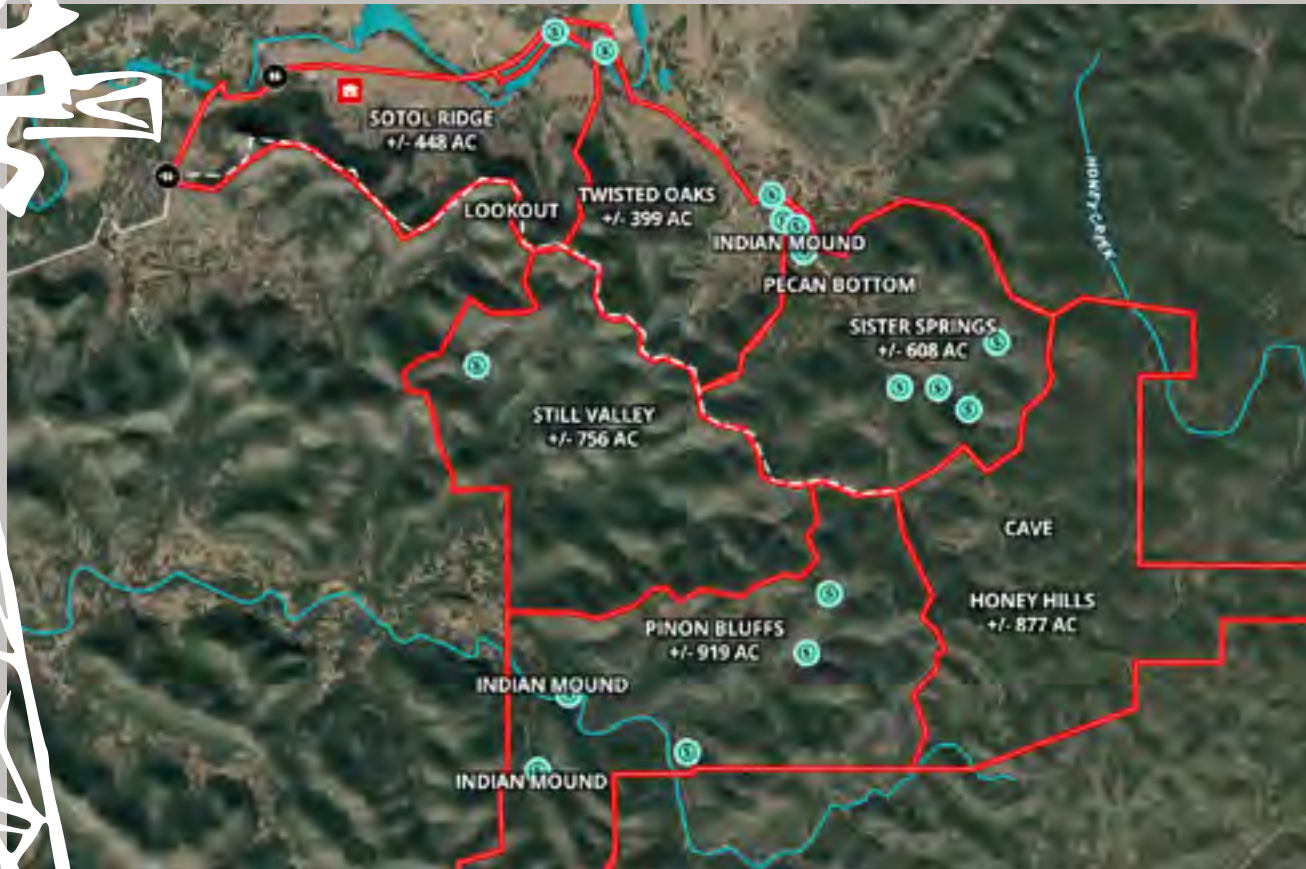 SOTOL RIDGE
+/- 448 AC
TWISTED OAKS
+/- 399 AC
LOOKOUT
INDIAN MOUND
PECAN BOTTOM
HONEY CREEK
SISTER SPRINGS
+/- 608 AC
STILL VALLEY
+/- 756 AC
CAVE
HONEY HILLS
+/- 877 AC
PINON BLUFFS
+/- 919 AC
INDIAN MOUND
INDIAN MOUND